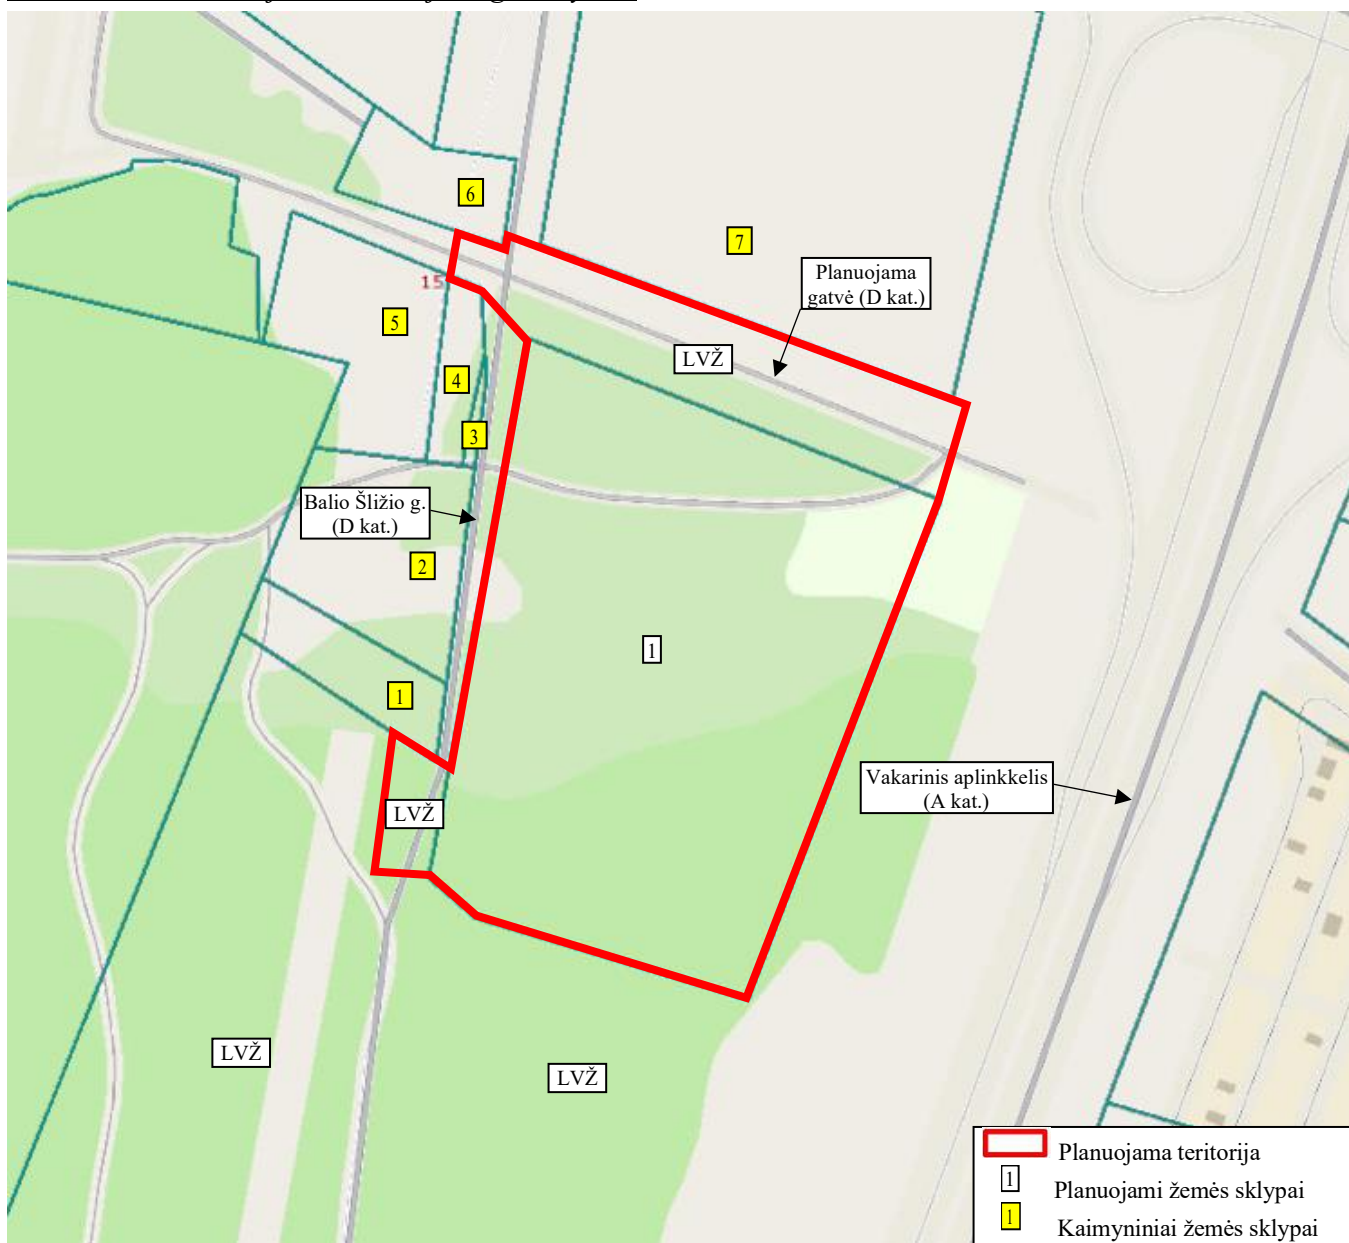 6
7
Planuojama
gatvė (D kat.)
15
5
LVŽ
4
3
Balio Šližio g.
(D kat.)
2
1
1
Vakarinis aplinkkelis
(A kat.)
LVŽ
LVŽ
LVŽ
Planuojama teritorija
1 Planuojami žemės sklypai
1 Kaimyniniai žemės sklypai